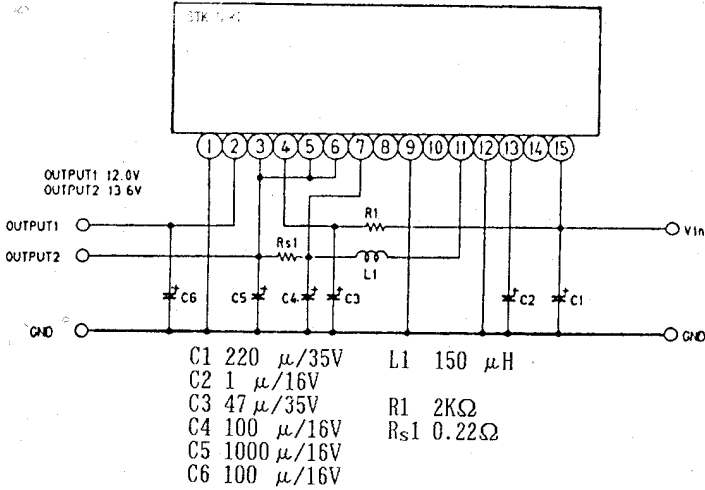 STK
1 2 3 4 5 6 7 8 9 10 11 12 13 14 15
OUTPUT1 12.0V
OUTPUT2 13 6V
OUTPUT1
R1
Vin
OUTPUT2
Rs1
L1
C6
C5
C4
C3
C2
C1
GND
GND
C1 220 μ/35V L1 150 μH
C2 1 μ/16V
C3 47 μ/35V R1 2KΩ
C4 100 μ/16V Rs1 0.22Ω
C5 1000 μ/16V
C6 100 μ/16V